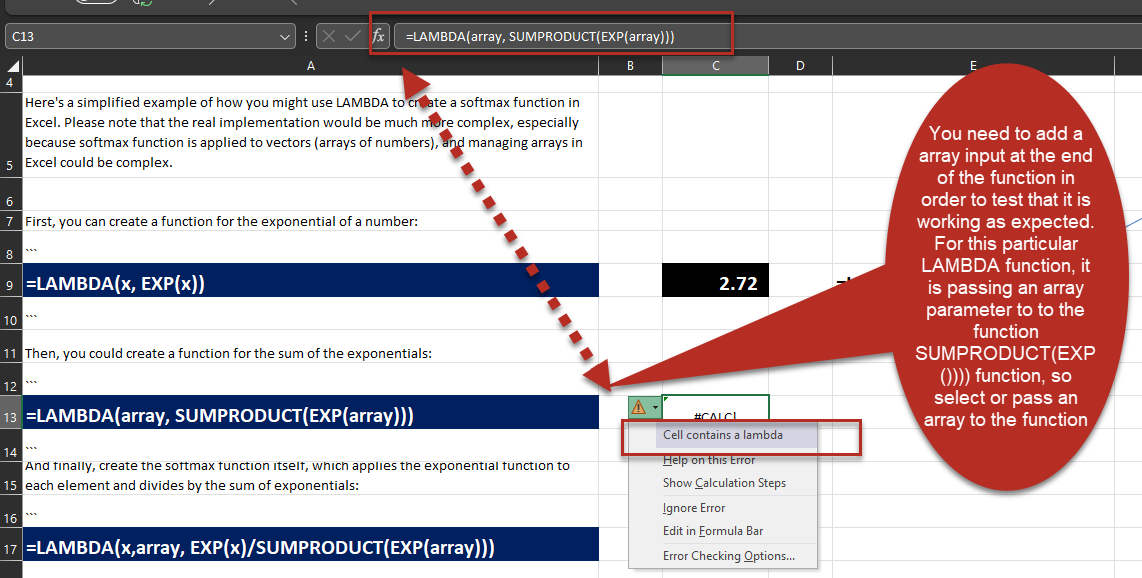 C13
fx
=LAMBDA(array, SUMPRODUCT(EXP(array)))
A
B
C
D
E
4
Here's a simplified example of how you might use LAMBDA to create a softmax function in
Excel. Please note that the real implementation would be much more complex, especially
because softmax function is applied to vectors (arrays of numbers), and managing arrays in
Excel could be complex.
5
6
7
First, you can create a function for the exponential of a number:
8
```
9
=LAMBDA(x, EXP(x))
2.72
10
```
11
Then, you could create a function for the sum of the exponentials:
12
```
13
=LAMBDA(array, SUMPRODUCT(EXP(array)))
#CALC!
Cell contains a lambda
Help on this Error
Show Calculation Steps
Ignore Error
Edit in Formula Bar
Error Checking Options...
14
```
And finally, create the softmax function itself, which applies the exponential function to
15
each element and divides by the sum of exponentials:
16
```
17
=LAMBDA(x,array, EXP(x)/SUMPRODUCT(EXP(array)))
You need to add a
array input at the end
of the function in
order to test that it is
working as expected.
For this particular
LAMBDA function, it
is passing an array
parameter to to the
function
SUMPRODUCT(EXP
()))) function, so
select or pass an
array to the function